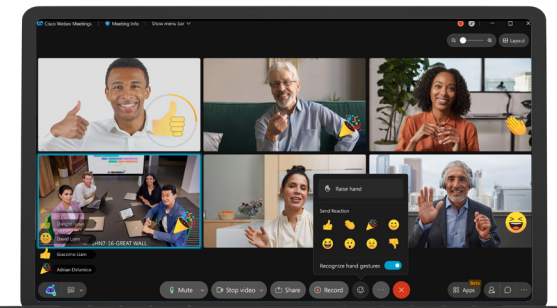 Cisco Webex Meetings
Meeting Info
Show menu bar
Layout
SHN7-16 GREAT WALL
David Liam
Giacomo Liam
Adrian Delamico
Raise hand
Send Reaction
Recognize hand gestures
Mute
Stop video
Share
Record
Beta
Apps